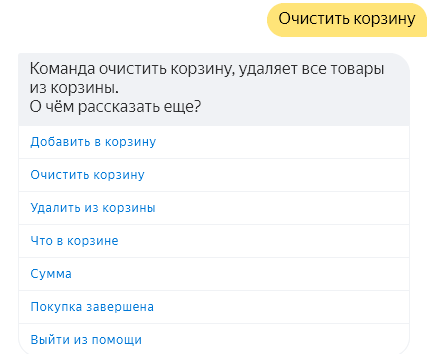 Очистить корзину
Команда очистить корзину, удаляет все товары
из корзины.
О чём рассказать еще?
Добавить в корзину
Очистить корзину
Удалить из корзины
Что в корзине
Сумма
Покупка завершена
Выйти из помощи